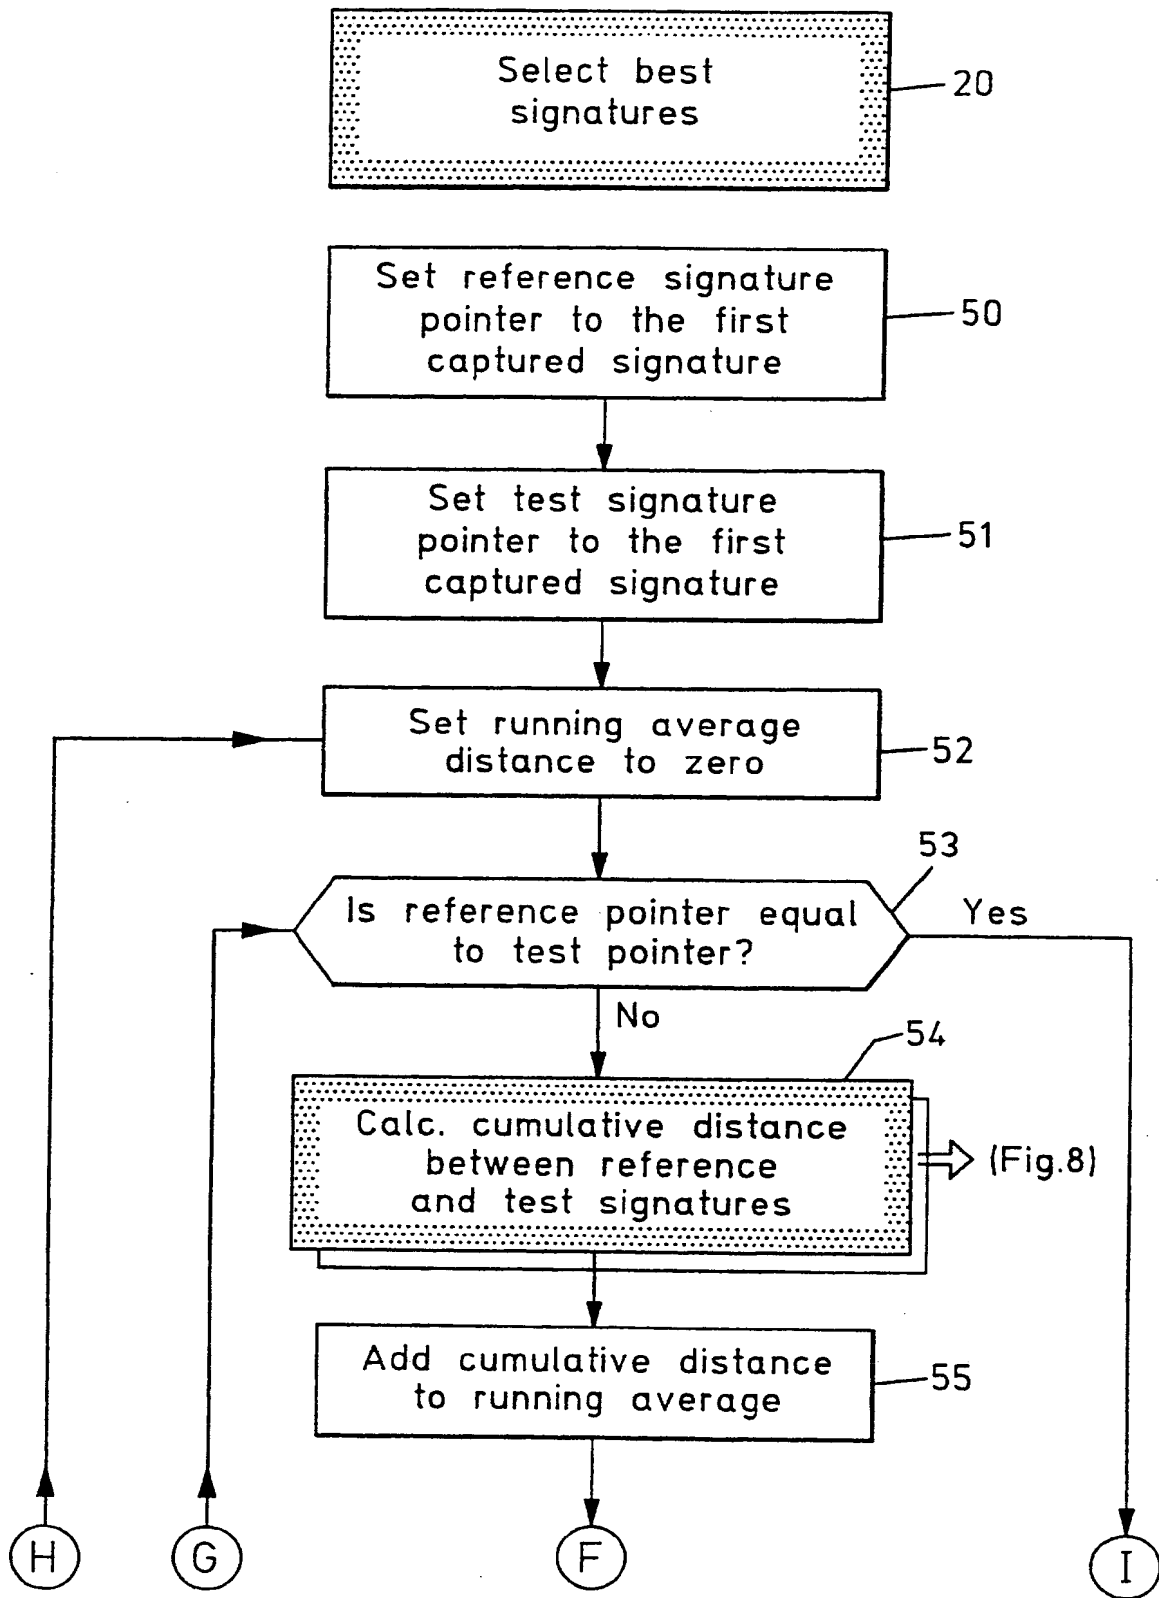 Select best
signatures
20
Set reference signature
pointer to the first
captured signature
50
Set test signature
pointer to the first
captured signature
51
Set running average
distance to zero
52
53
Is reference pointer equal
to test pointer?
Yes
No
54
Calc. cumulative distance
between reference
and test signatures
(Fig.8)
Add cumulative distance
to running average
55
H
G
F
I